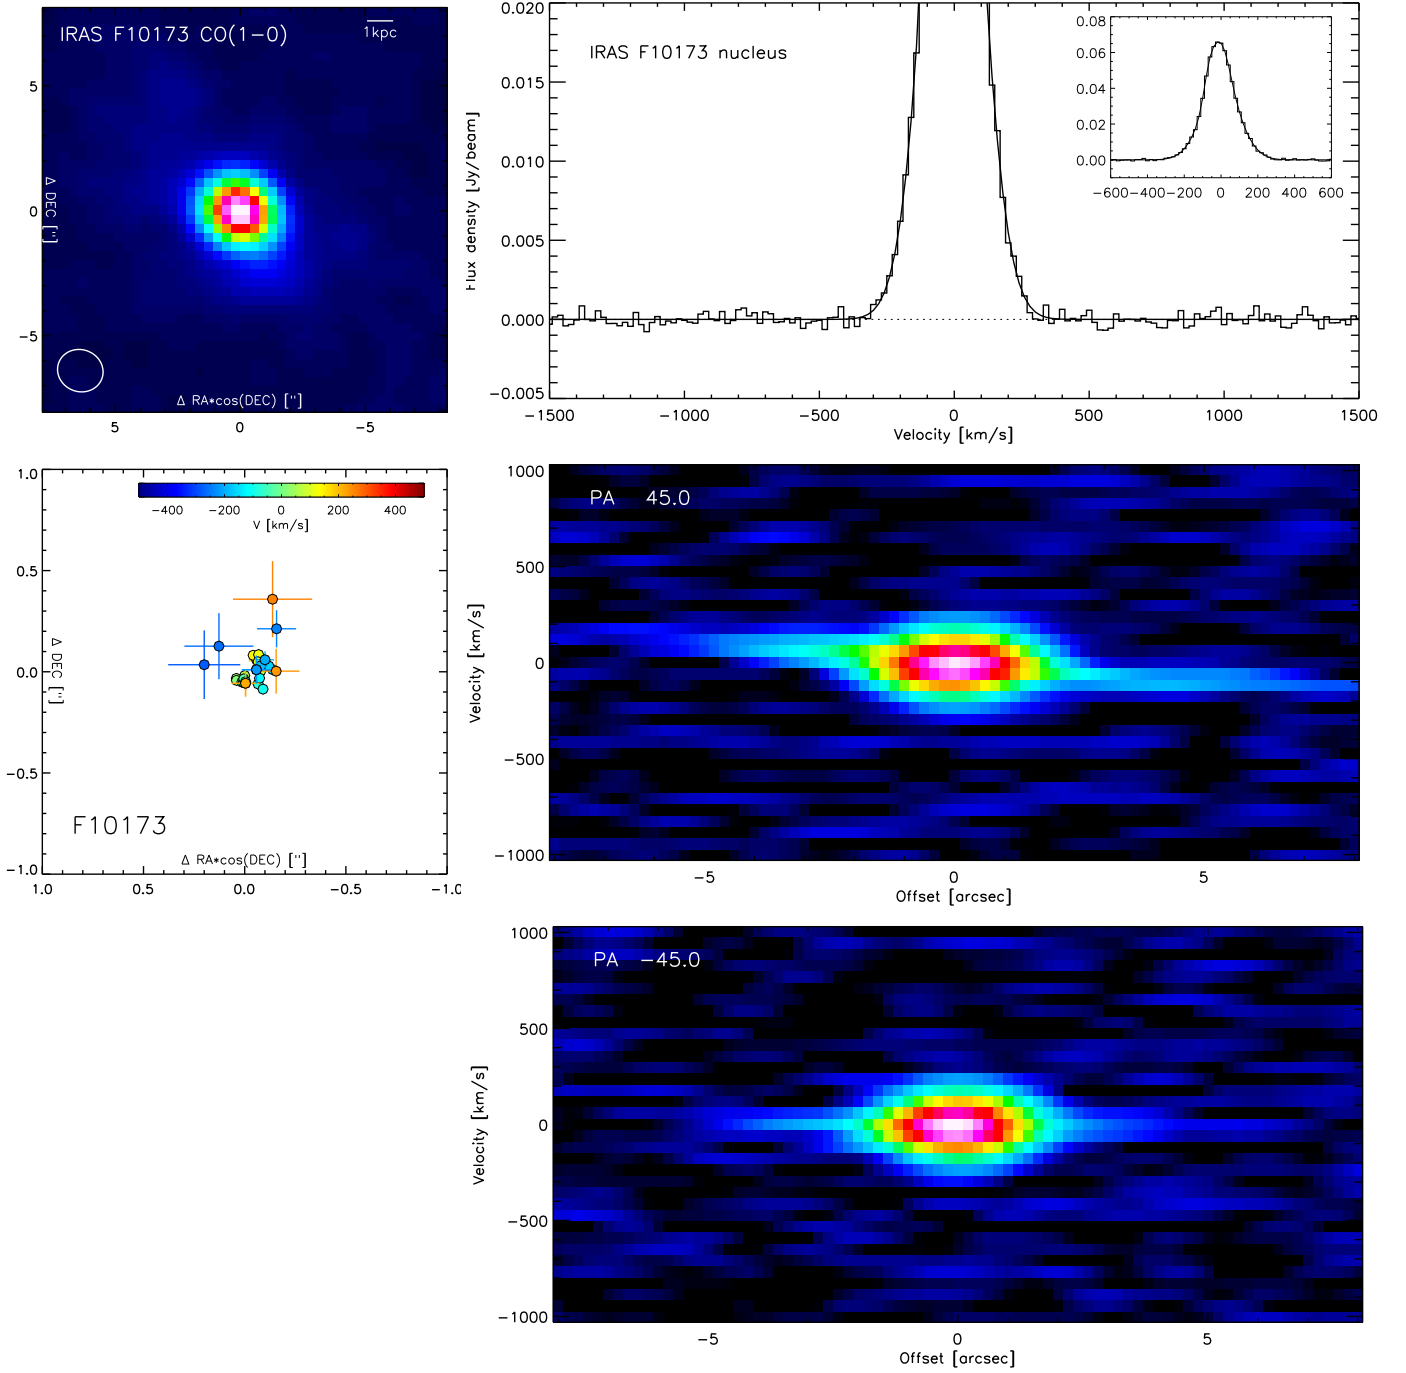 IRAS F10173 CO(1−0)
1kpc
5
0
−5
Δ DEC ["]
Δ RA*cos(DEC) ["]
5 0 −5
0.020
0.015
0.010
0.005
0.000
−0.005
Flux density [Jy/beam]
IRAS F10173 nucleus
−1500 −1000 −500 0 500 1000 1500
Velocity [km/s]
0.08
0.06
0.04
0.02
0.00
−600 −400 −200 0 200 400 600
1.0
0.5
0.0
−0.5
−1.0
Δ DEC ["]
−400 −200 0 200 400
V [km/s]
F10173
Δ RA*cos(DEC) ["]
1.0 0.5 0.0 −0.5 −1.0
1000
500
0
−500
−1000
Velocity [km/s]
PA 45.0
−5 0 5
Offset [arcsec]
1000
500
0
−500
−1000
Velocity [km/s]
PA −45.0
−5 0 5
Offset [arcsec]